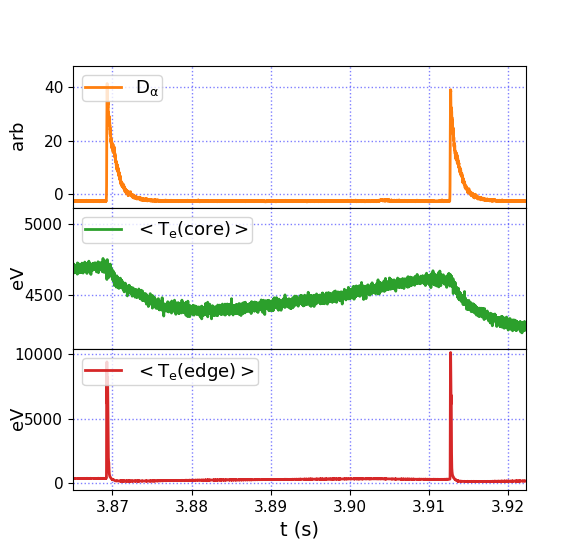 40
20
0
arb
Dα
5000
4500
eV
<Te(core)>
10000
5000
0
eV
<Te(edge)>
3.87 3.88 3.89 3.90 3.91 3.92
t (s)